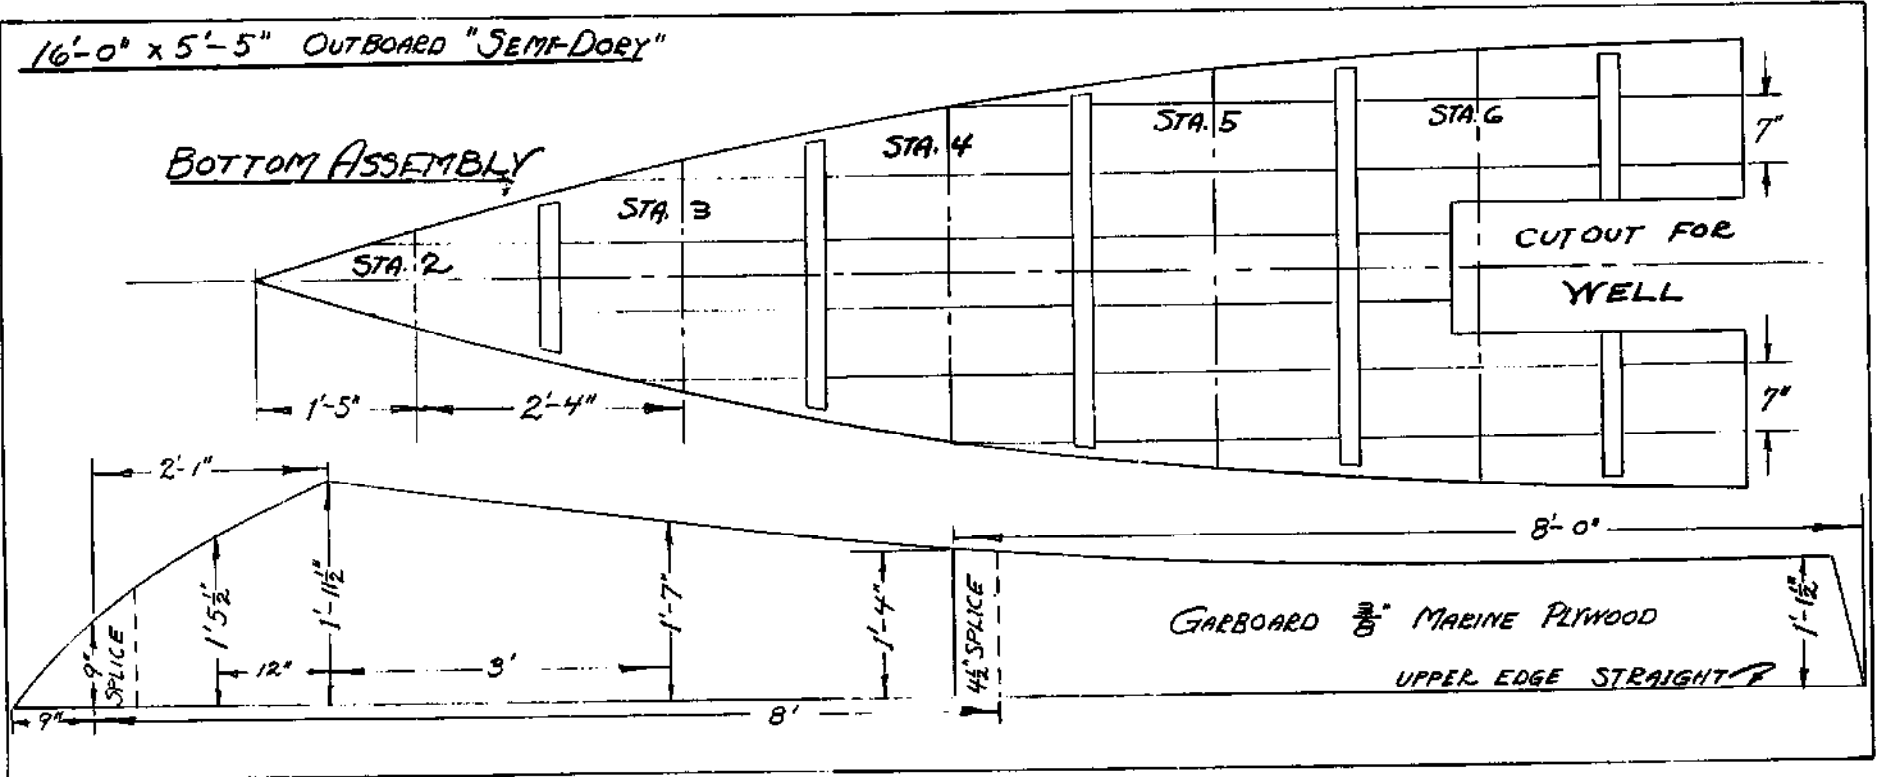 16'-0" x 5'-5" OUTBOARD "SEMI-DORY"
BOTTOM ASSEMBLY
STA. 2
STA. 3
STA. 4
STA. 5
STA. 6
7"
CUTOUT FOR
WELL
7"
1'-5"
2'-4"
2'-1"
8'-0"
9"
SPLICE
1'5½"
1'-11½"
1'-7"
1'-4"
4½" SPLICE
GARBOARD ⅜" MARINE PLYWOOD
1'-1½"
12"
3'
UPPER EDGE STRAIGHT
9"
8'